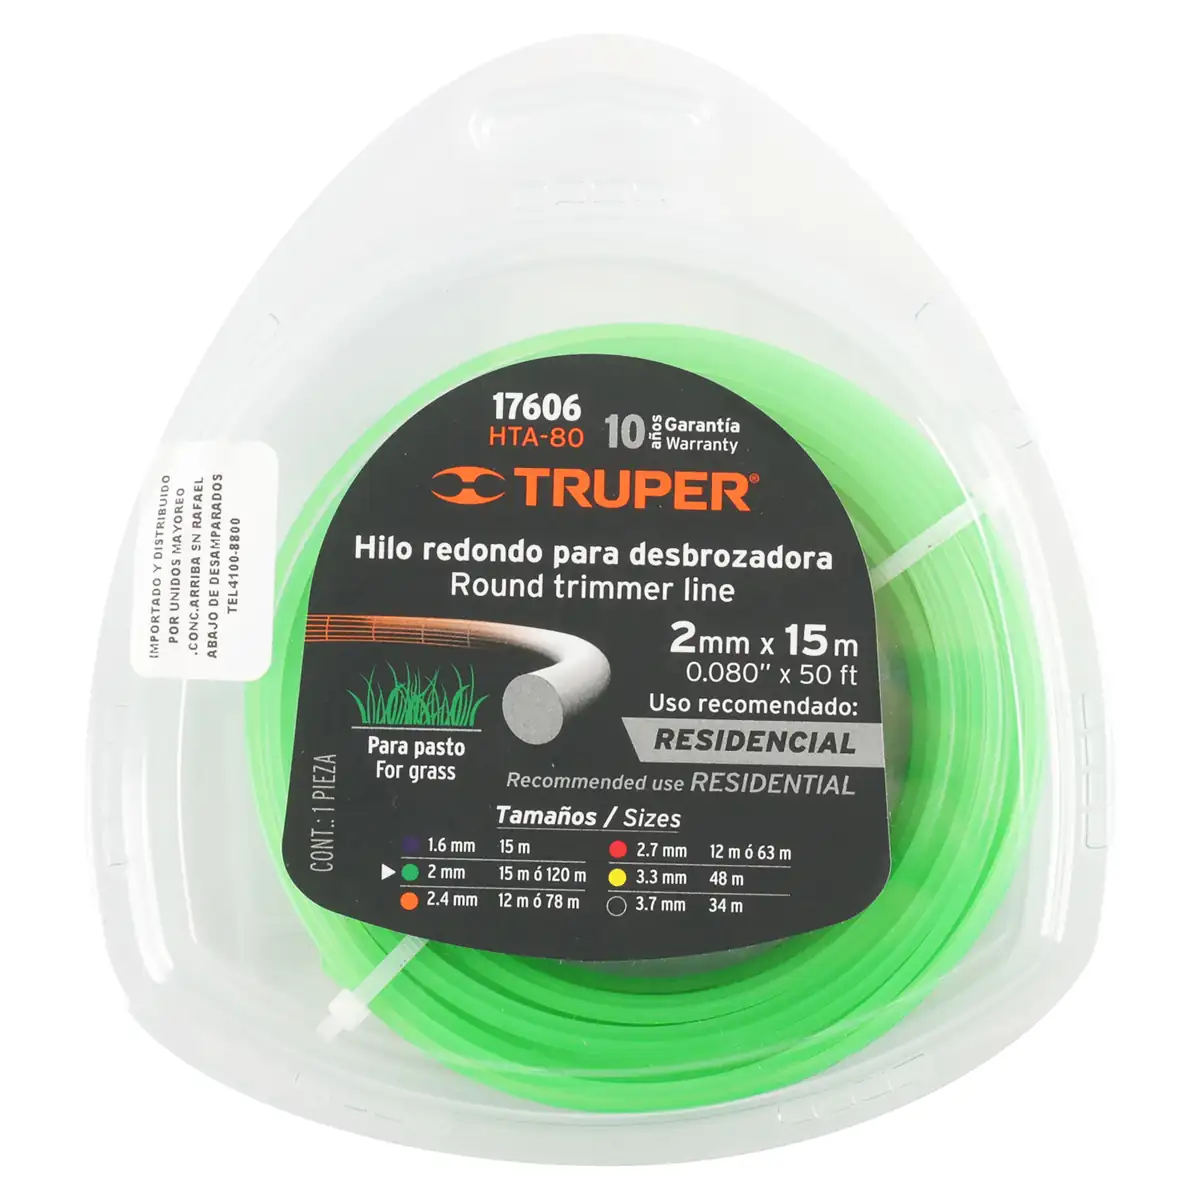 17606
HTA-80
10 años Garantía
Warranty
TRUPER®
Hilo redondo para desbrozadora
Round trimmer line
2mm x 15 m
0.080" x 50 ft
Uso recomendado:
RESIDENCIAL
Recommended use RESIDENTIAL
Para pasto
For grass
CONT.: 1 PIEZA
Tamaños / Sizes
1.6 mm 15 m
2 mm 15 m ó 120 m
2.4 mm 12 m ó 78 m
2.7 mm 12 m ó 63 m
3.3 mm 48 m
3.7 mm 34 m
IMPORTADO Y DISTRIBUIDO
POR UNIDOS MAYOREO
.CONC.ARRIBA SN RAFAEL
ABAJO DE DESAMPARADOS
TEL4100-8800